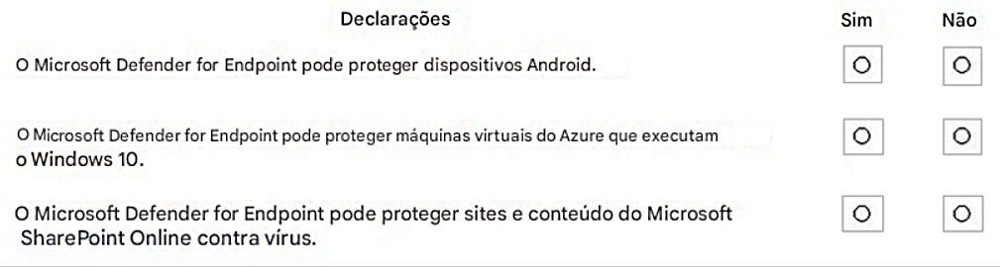 Declarações Sim Não
O Microsoft Defender for Endpoint pode proteger dispositivos Android.
O Microsoft Defender for Endpoint pode proteger máquinas virtuais do Azure que executam
o Windows 10.
O Microsoft Defender for Endpoint pode proteger sites e conteúdo do Microsoft
SharePoint Online contra vírus.